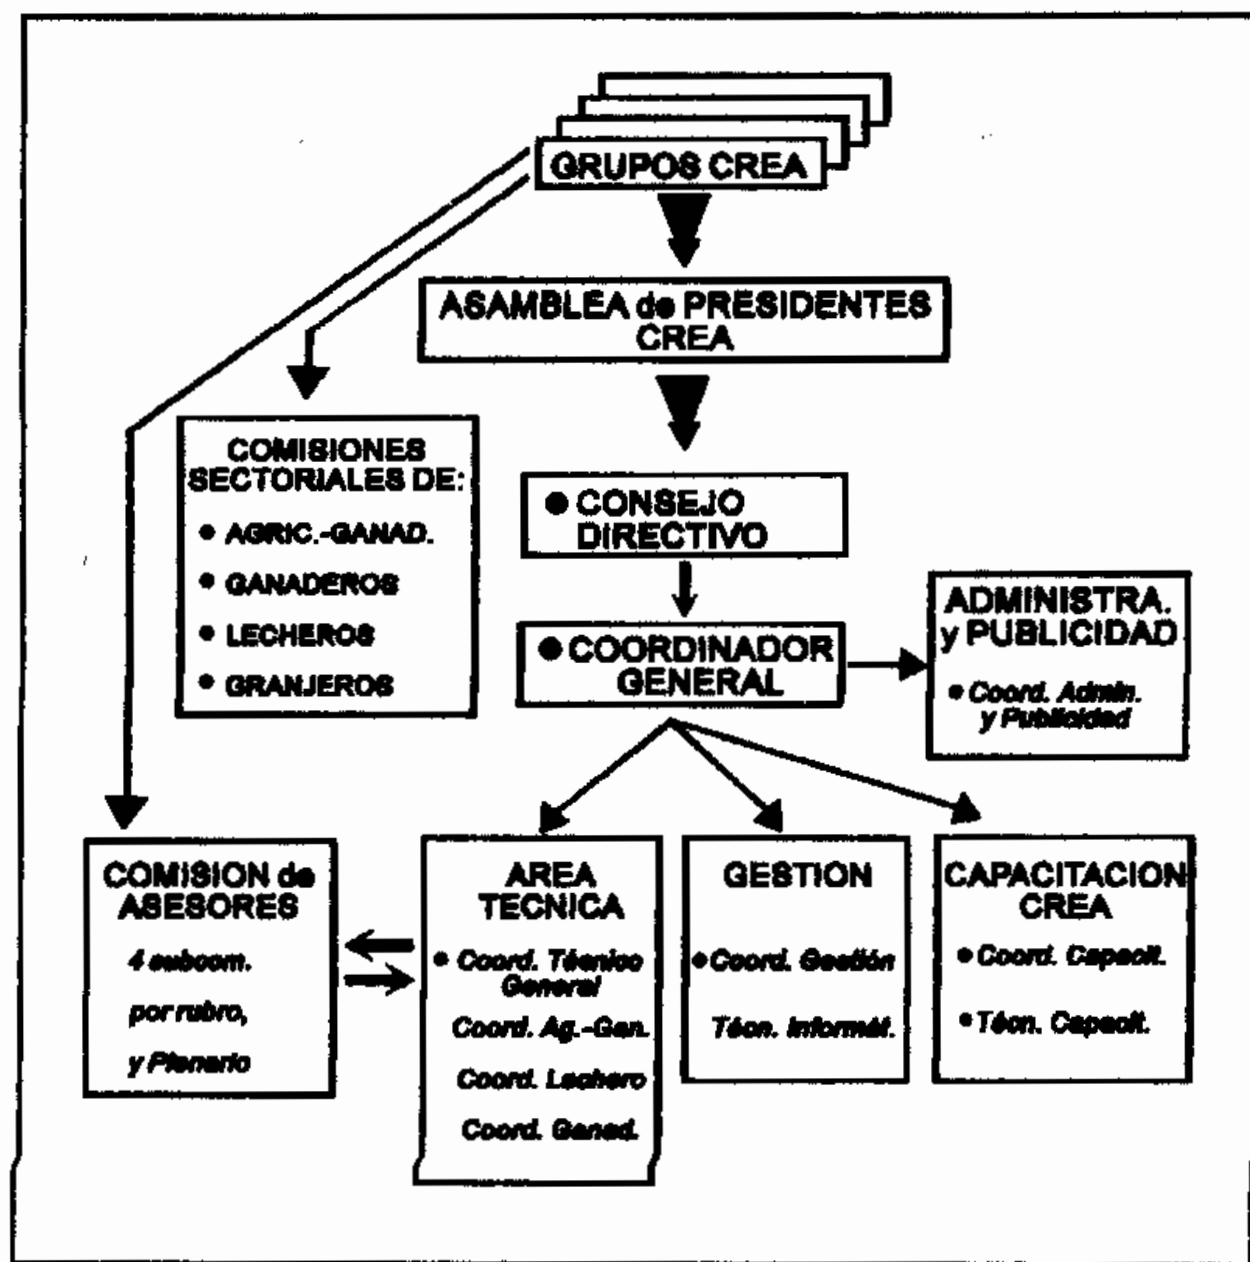 GRUPOS CREA
ASAMBLEA de PRESIDENTES
CREA
COMISIONES
SECTORIALES DE:
• AGRIC.-GANAD.
• GANADEROS
• LECHEROS
• GRANJEROS
• CONSEJO
DIRECTIVO
• COORDINADOR
GENERAL
ADMINISTRA.
y PUBLICIDAD
• Coord. Admin.
y Publicidad
COMISION de
ASESORES
4 subcom.
por rubro,
y Plenario
AREA
TECNICA
• Coord. Técnico
General
Coord. Ag.-Gan.
Coord. Lechero
Coord. Ganad.
GESTION
• Coord. Gestión
Técn. Informát.
CAPACITACION
CREA
• Coord. Capacit.
• Técn. Capacit.